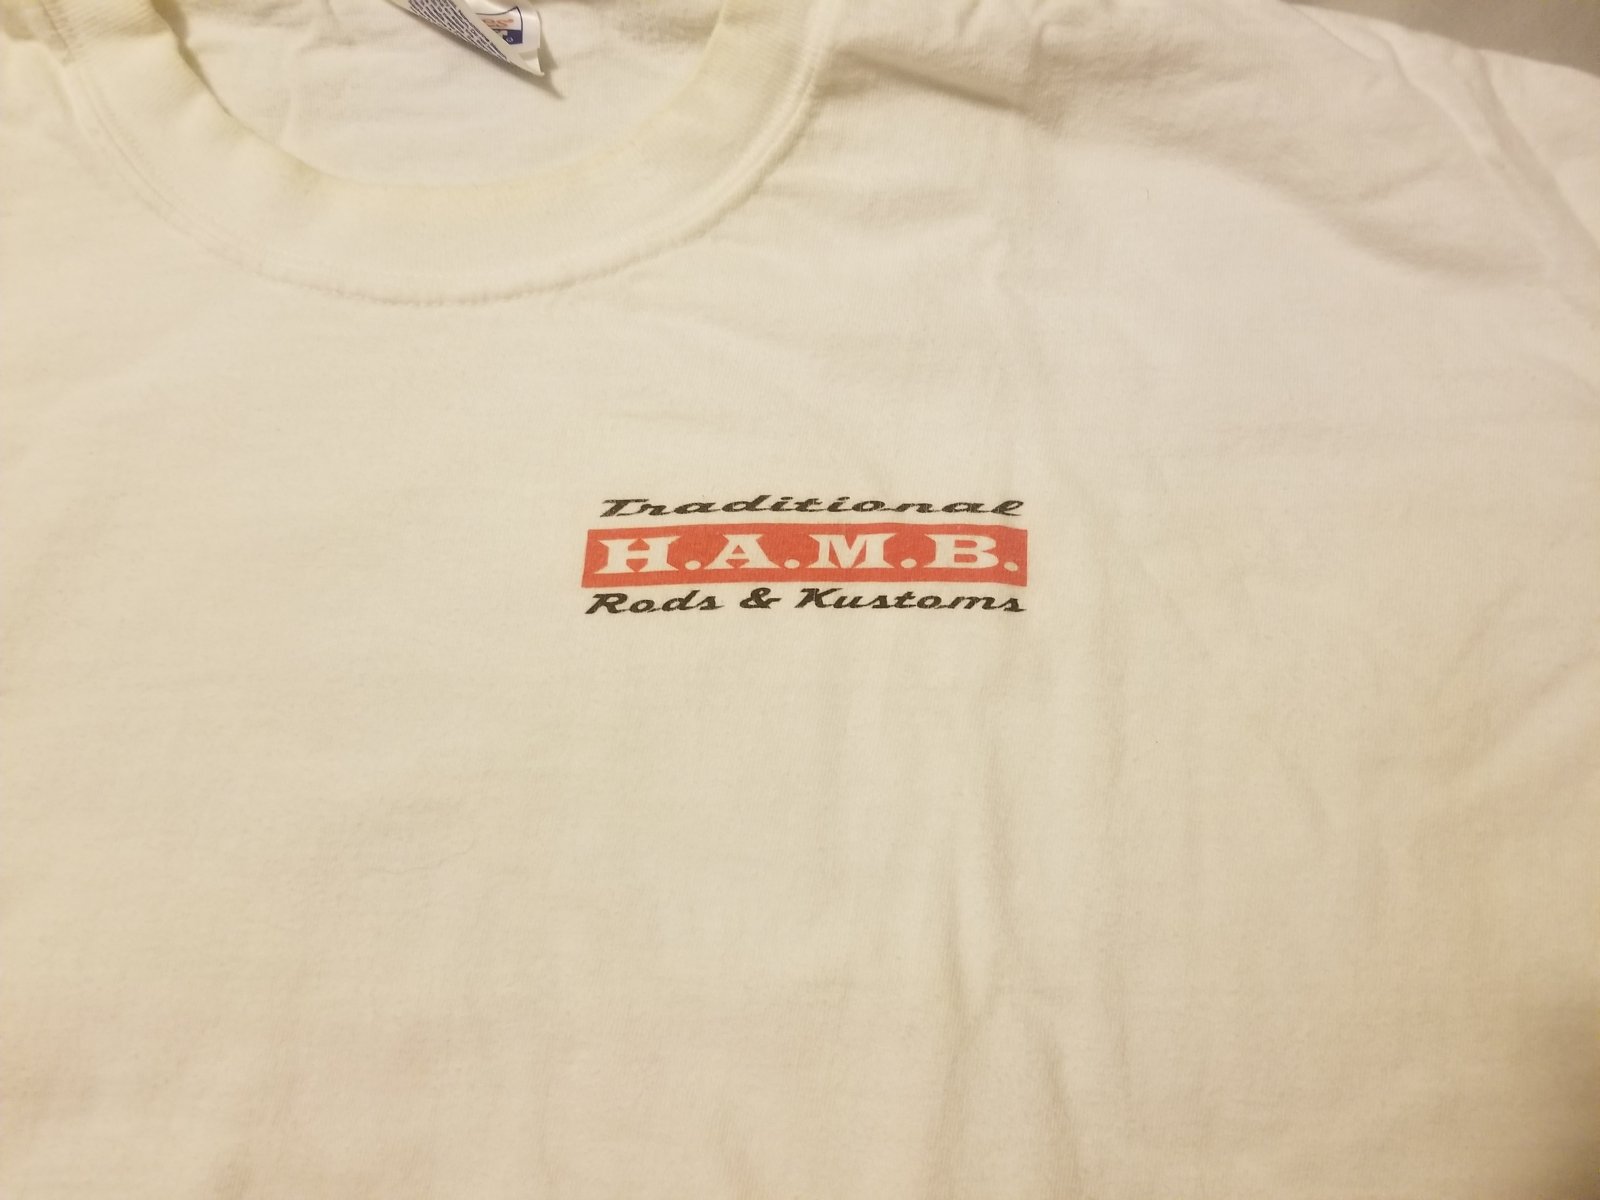 Traditional
H.A.M.B.
Rods & Kustoms